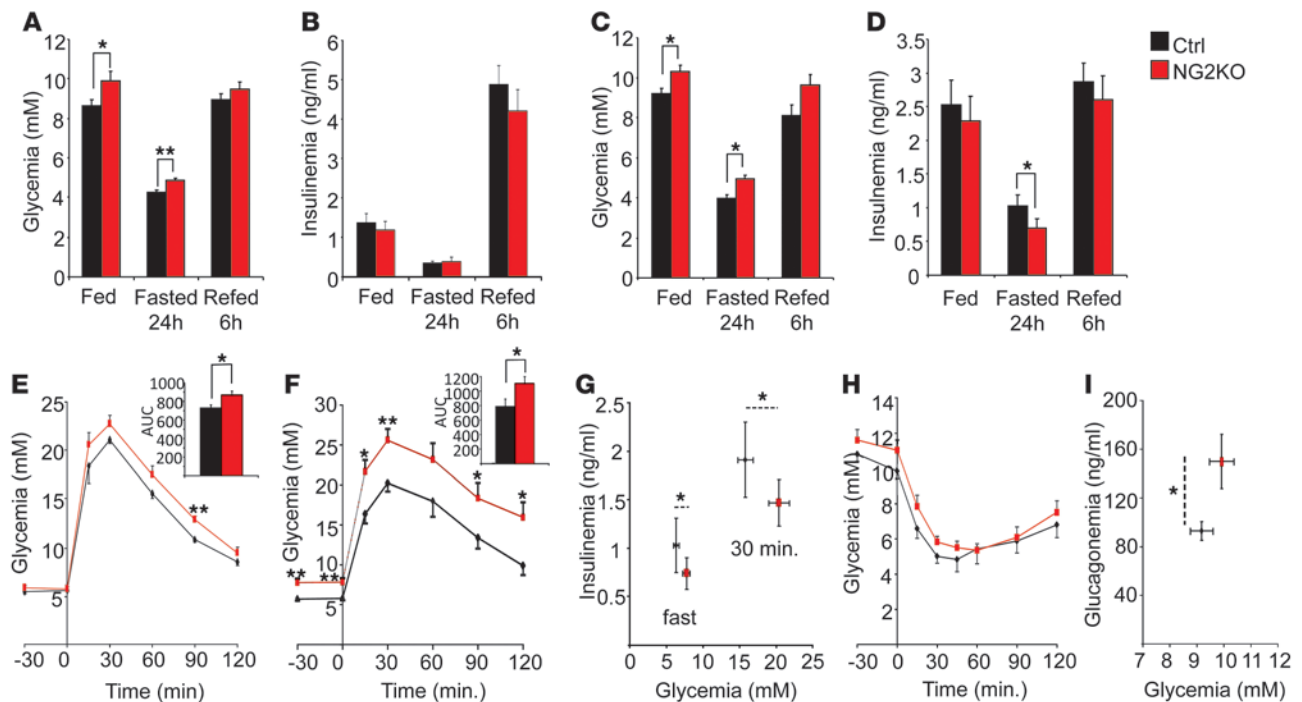 A
Glycemia (mM)
12
10
8
6
4
2
0
*
**
Fed
Fasted
24h
Refed
6h
B
Insulinemia (ng/ml)
6
5
4
3
2
1
0
Fed
Fasted
24h
Refed
6h
C
Glycemia (mM)
12
10
8
6
4
2
0
*
*
Fed
Fasted
24h
Refed
6h
D
Insulnemia (ng/ml)
3.5
3
2.5
2
1.5
1
0.5
0
*
Fed
Fasted
24h
Refed
6h
Ctrl
NG2KO
E
Glycemia (mM)
25
20
15
10
5
**
AUC
1000
800
600
400
200
0
*
-30 0 30 60 90 120
Time (min)
F
Glycemia (mM)
35
30
25
20
15
10
5
** ** * ** * *
AUC
1200
1000
800
600
400
200
0
*
-30 0 30 60 90 120
Time (min.)
G
Insulinemia (ng/ml)
2.5
2
1.5
1
0.5
0
*
*
fast
30 min.
0 5 10 15 20 25
Glycemia (mM)
H
Glycemia (mM)
14
12
10
8
6
4
2
-30 0 30 60 90 120
Time (min.)
I
Glucagonemia (ng/ml)
200
160
120
80
40
*
7 8 9 10 11 12
Glycemia (mM)